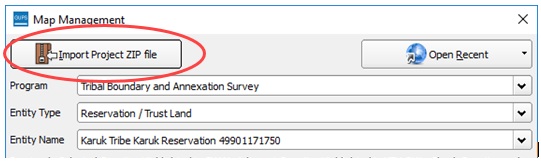 GUPS Map Management
Import Project ZIP file Open Recent
Program Tribal Boundary and Annexation Survey
Entity Type Reservation / Trust Land
Entity Name Karuk Tribe Karuk Reservation 49901171750